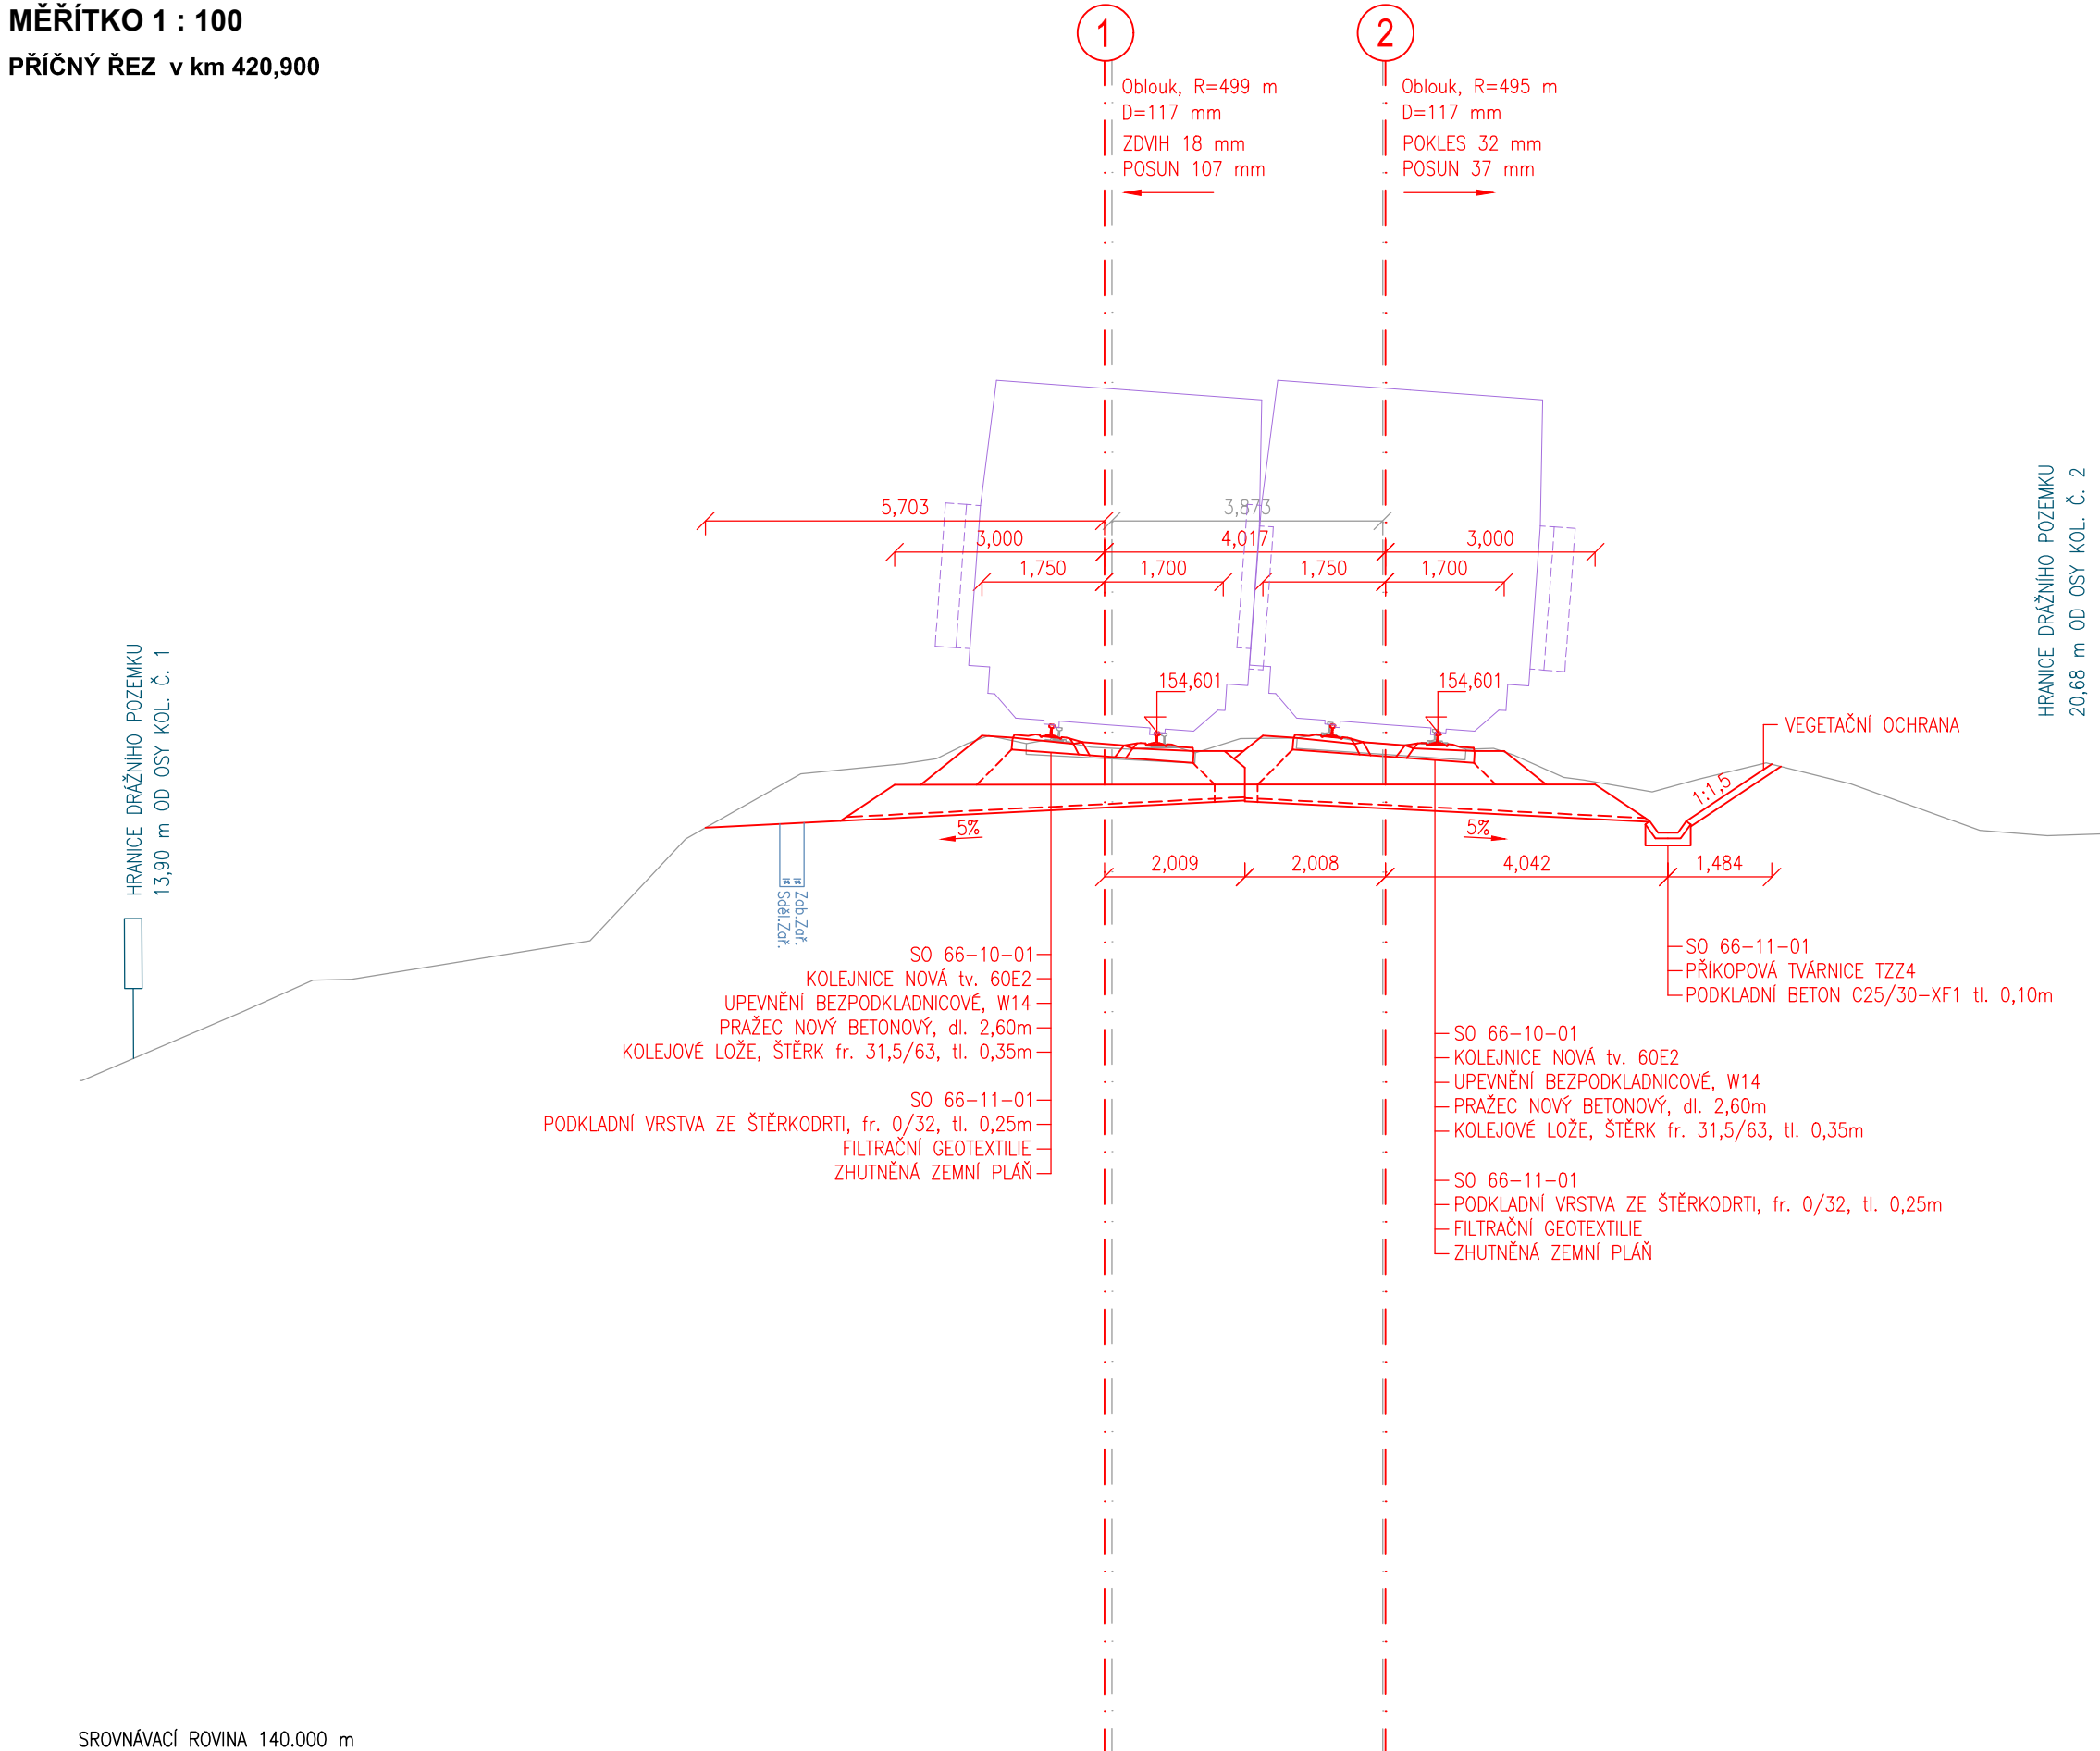 MĚŘÍTKO 1 : 100
PŘÍČNÝ ŘEZ v km 420,900
1
2
Oblouk, R=499 m
D=117 mm
ZDVIH 18 mm
POSUN 107 mm
Oblouk, R=495 m
D=117 mm
POKLES 32 mm
POSUN 37 mm
5,703
3,873
3,000
4,017
3,000
1,750
1,700
1,750
1,700
HRANICE DRÁŽNÍHO POZEMKU
13,90 m OD OSY KOL. Č. 1
HRANICE DRÁŽNÍHO POZEMKU
20,68 m OD OSY KOL. Č. 2
154,601
154,601
VEGETAČNÍ OCHRANA
1:1,5
5%
5%
2,009
2,008
4,042
1,484
Zab.Zař.
Sděl.Zař.
SO 66-10-01
KOLEJNICE NOVÁ tv. 60E2
UPEVNĚNÍ BEZPODKLADNICOVÉ, W14
PRAŽEC NOVÝ BETONOVÝ, dl. 2,60m
KOLEJOVÉ LOŽE, ŠTĚRK fr. 31,5/63, tl. 0,35m
SO 66-11-01
PODKLADNÍ VRSTVA ZE ŠTĚRKODRTI, fr. 0/32, tl. 0,25m
FILTRAČNÍ GEOTEXTILIE
ZHUTNĚNÁ ZEMNÍ PLÁŇ
SO 66-11-01
PŘÍKOPOVÁ TVÁRNICE TZZ4
PODKLADNÍ BETON C25/30-XF1 tl. 0,10m
SO 66-10-01
KOLEJNICE NOVÁ tv. 60E2
UPEVNĚNÍ BEZPODKLADNICOVÉ, W14
PRAŽEC NOVÝ BETONOVÝ, dl. 2,60m
KOLEJOVÉ LOŽE, ŠTĚRK fr. 31,5/63, tl. 0,35m
SO 66-11-01
PODKLADNÍ VRSTVA ZE ŠTĚRKODRTI, fr. 0/32, tl. 0,25m
FILTRAČNÍ GEOTEXTILIE
ZHUTNĚNÁ ZEMNÍ PLÁŇ
SROVNÁVACÍ ROVINA 140.000 m